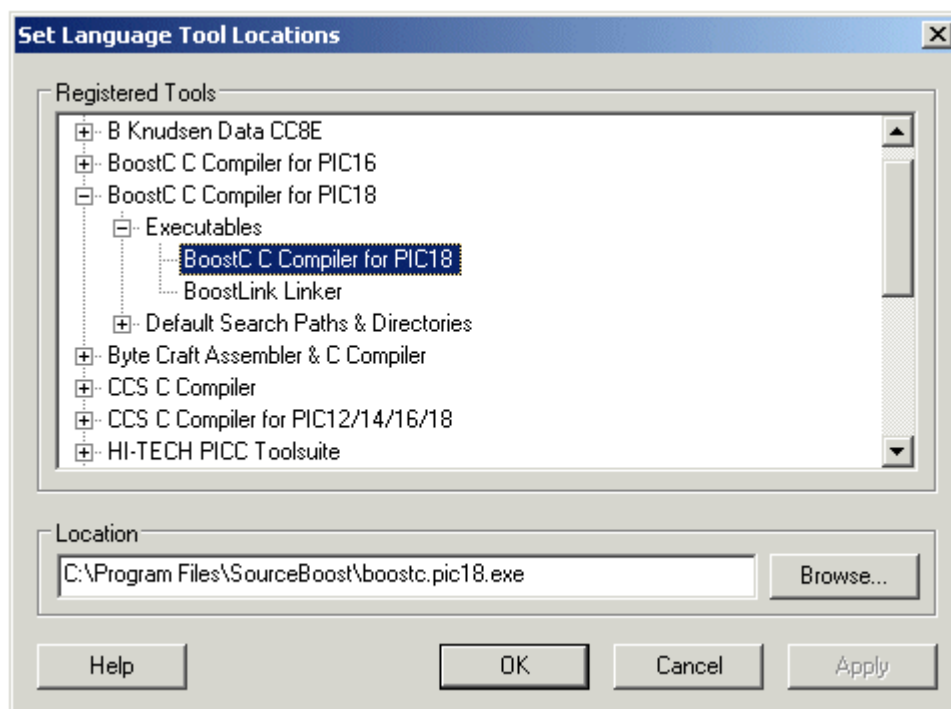 Set Language Tool Locations
Registered Tools
B Knudsen Data CC8E
BoostC C Compiler for PIC16
BoostC C Compiler for PIC18
Executables
BoostC C Compiler for PIC18
BoostLink Linker
Default Search Paths & Directories
Byte Craft Assembler & C Compiler
CCS C Compiler
CCS C Compiler for PIC12/14/16/18
HI-TECH PICC Toolsuite
Location
C:\Program Files\SourceBoost\boostc.pic18.exe
Browse...
Help
OK
Cancel
Apply